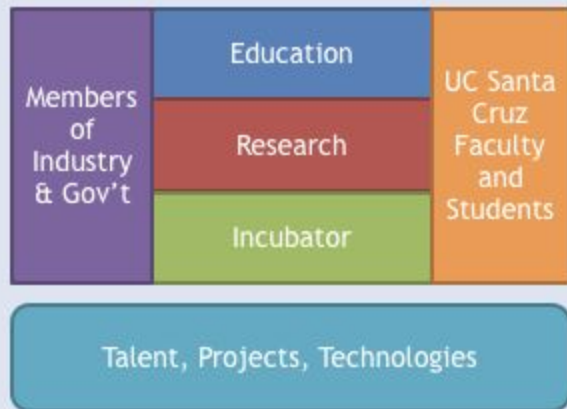 Members
of
Industry
& Gov't
Education
Research
Incubator
UC Santa
Cruz
Faculty
and
Students
Talent, Projects, Technologies